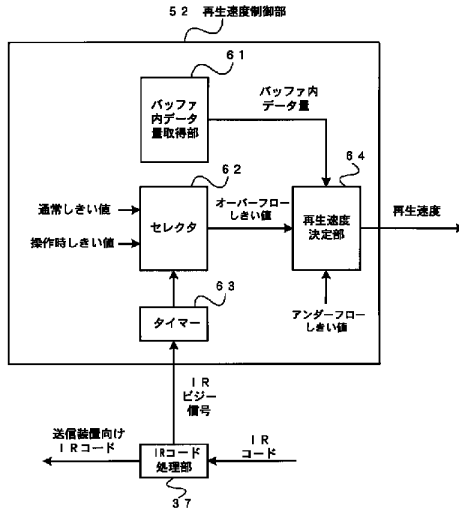 ５２ 再生速度制御部
６１
バッファ
内データ
量取得部
バッファ内
データ量
６２
６４
通常しきい値
操作時しきい値
セレクタ
オーバーフロー
しきい値
再生速度
決定部
再生速度
６３
タイマー
アンダーフロー
しきい値
ＩＲ
ビジー
信号
送信装置向け
ＩＲコード
IRコード
処理部
ＩＲ
コード
３７